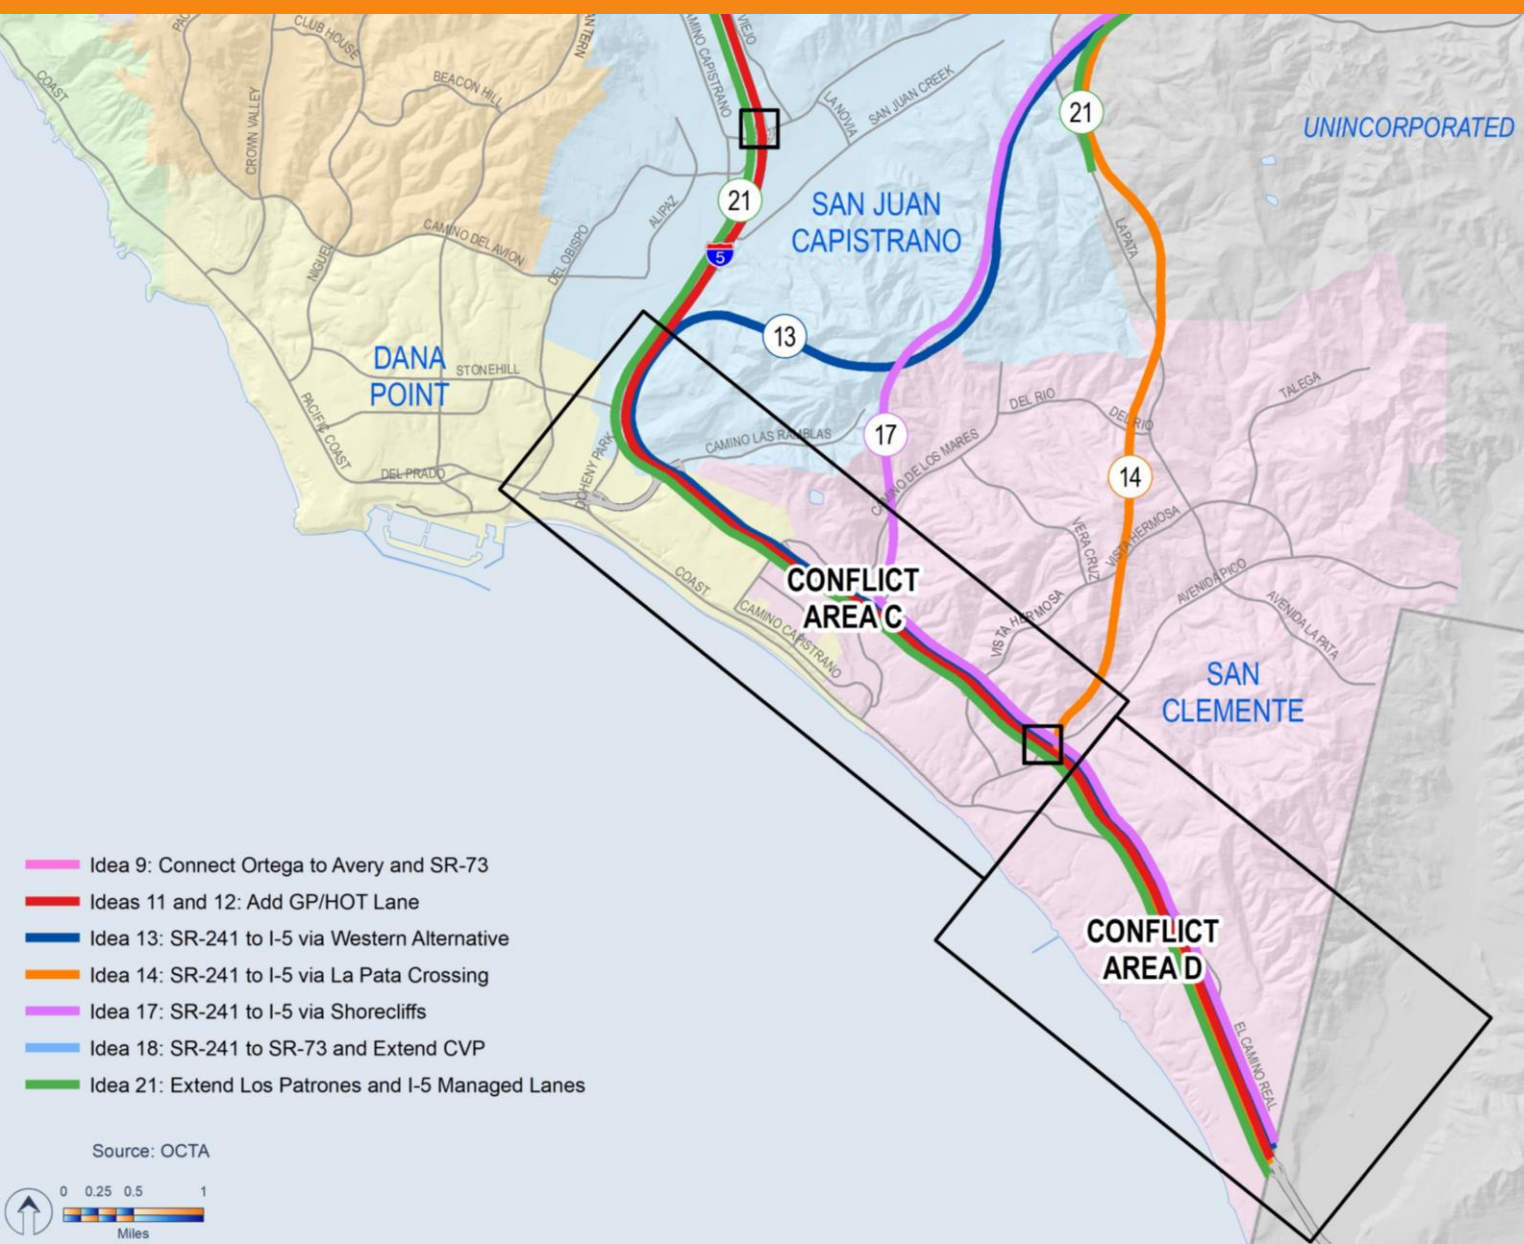 COAST
PAC
CLUB HOUSE
BEACON HILL
CROWN VALLEY
ANTERN
MINO CAPISTRANO
VIEJO
LA NOVIA
SAN JUAN CREEK
21
21
UNINCORPORATED
SAN JUAN
CAPISTRANO
5
ALIPAZ
CAMINO DEL AVION
DEL OBISPO
NIGUEL
LA PATA
13
DANA
POINT
STONEHILL
PACIFIC COAST
DEL PRADO
DOHENY PARK
CAMINO LAS RAMBLAS
17
CAMINO DE LOS MARES
DEL RIO
DEL RIO
TALEGA
14
VERA CRUZ
VISTA HERMOSA
VISTA HERMOSA
AVENIDA PICO
AVENIDA LA PATA
COAST
CAMINO CAPISTRANO
CONFLICT
AREA C
SAN
CLEMENTE
CONFLICT
AREA D
EL CAMINO REAL
Idea 9: Connect Ortega to Avery and SR-73
Ideas 11 and 12: Add GP/HOT Lane
Idea 13: SR-241 to I-5 via Western Alternative
Idea 14: SR-241 to I-5 via La Pata Crossing
Idea 17: SR-241 to I-5 via Shorecliffs
Idea 18: SR-241 to SR-73 and Extend CVP
Idea 21: Extend Los Patrones and I-5 Managed Lanes
Source: OCTA
0 0.25 0.5 1
Miles